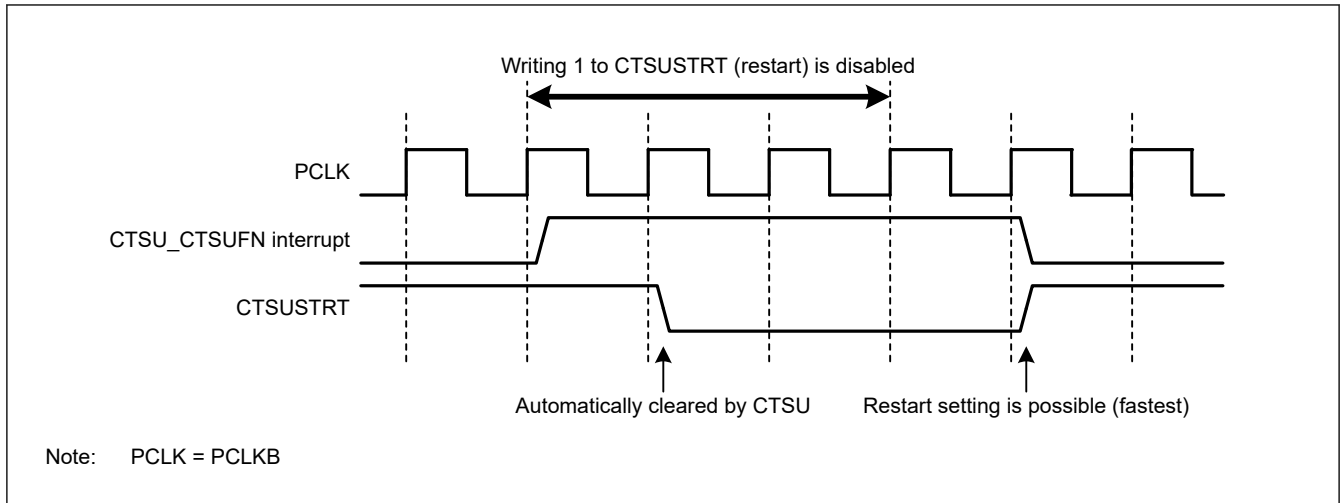 Writing 1 to CTSUSTRT (restart) is disabled
PCLK
CTSU_CTSUFN interrupt
CTSUSTRT
Automatically cleared by CTSU
Restart setting is possible (fastest)
Note: PCLK = PCLKB